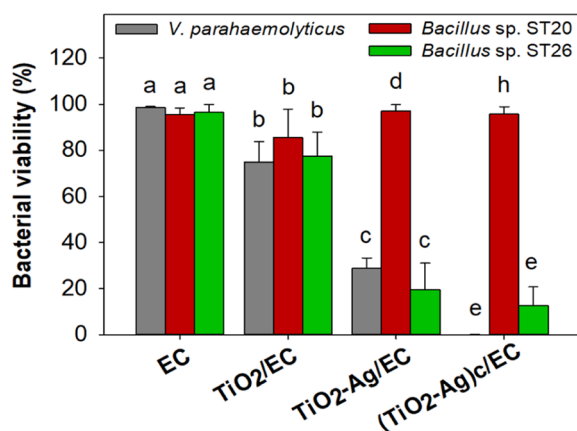 V. parahaemolyticus
Bacillus sp. ST20
Bacillus sp. ST26
Bacterial viability (%)
120
100
80
60
40
20
0
a a a
b b b
c d c
e h e
EC
TiO2/EC
TiO2-Ag/EC
(TiO2-Ag)c/EC